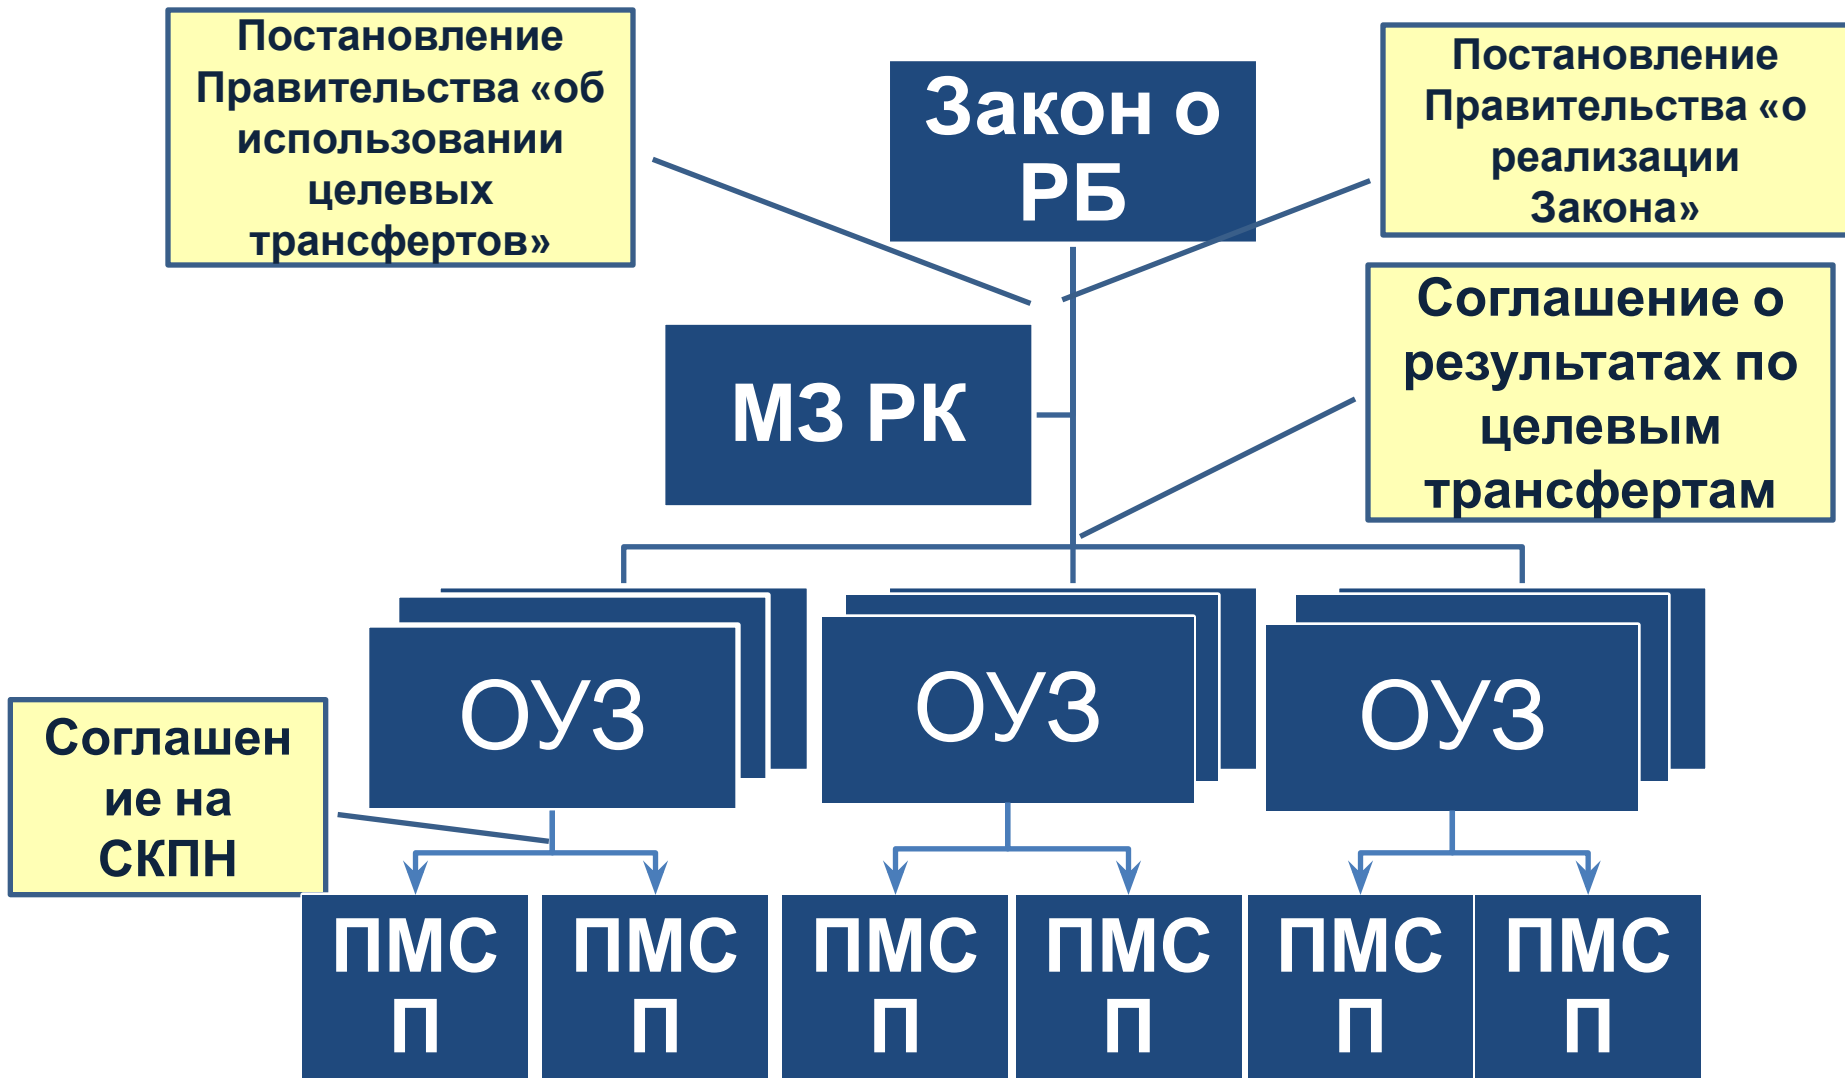 Постановление
Правительства «об
использовании
целевых
трансфертов»
Закон о
РБ
Постановление
Правительства «о
реализации
Закона»
МЗ РК
Соглашение о
результатах по
целевым
трансфертам
ОУЗ
ОУЗ
ОУЗ
Соглашен
ие на
СКПН
ПМС
П
ПМС
П
ПМС
П
ПМС
П
ПМС
П
ПМС
П